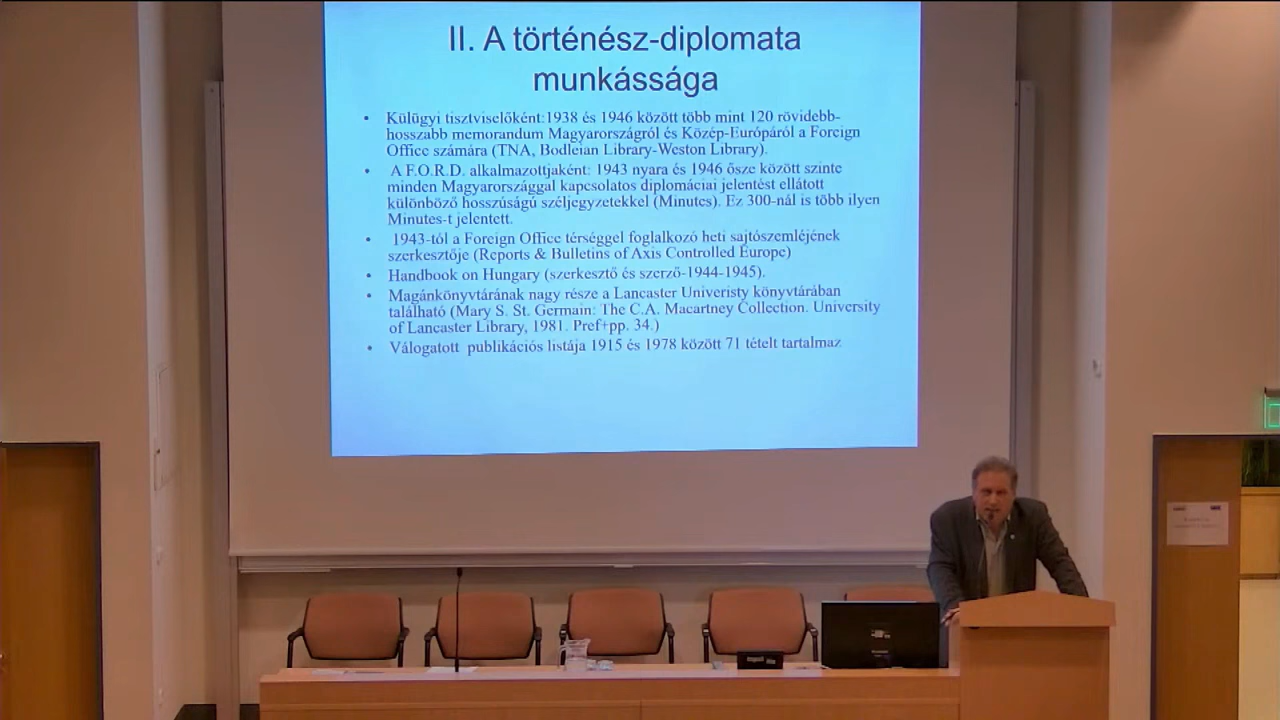 II. A történész-diplomata
munkássága
• Külügyi tisztviselőként:1938 és 1946 között több mint 120 rövidebb-
hosszabb memorandum Magyarországról és Közép-Európáról a Foreign
Office számára (TNA, Bodleian Library-Weston Library).
• A F.O.R.D. alkalmazottjaként: 1943 nyara és 1946 ősze között szinte
minden Magyarországgal kapcsolatos diplomáciai jelentést ellátott
különböző hosszúságú széljegyzetekkel (Minutes). Ez 300-nál is több ilyen
Minutes-t jelentett.
• 1943-tól a Foreign Office térséggel foglalkozó heti sajtószemléjének
szerkesztője (Reports & Bulletins of Axis Controlled Europe)
• Handbook on Hungary (szerkesztő és szerző-1944-1945).
• Magánkönyvtárának nagy része a Lancaster Univeristy könyvtárában
található (Mary S. St. Germain: The C.A. Macartney Collection. University
of Lancaster Library, 1981. Pref+pp. 34.)
• Válogatott publikációs listája 1915 és 1978 között 71 tételt tartalmaz